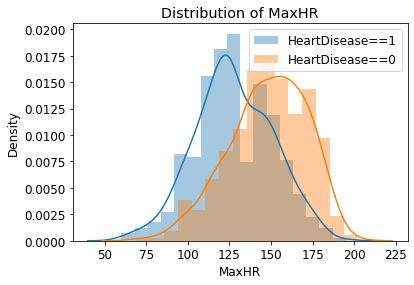 Distribution of MaxHR
HeartDisease==1
HeartDisease==0
0.0200
0.0175
0.0150
0.0125
0.0100
0.0075
0.0050
0.0025
0.0000
Density
50 75 100 125 150 175 200 225
MaxHR